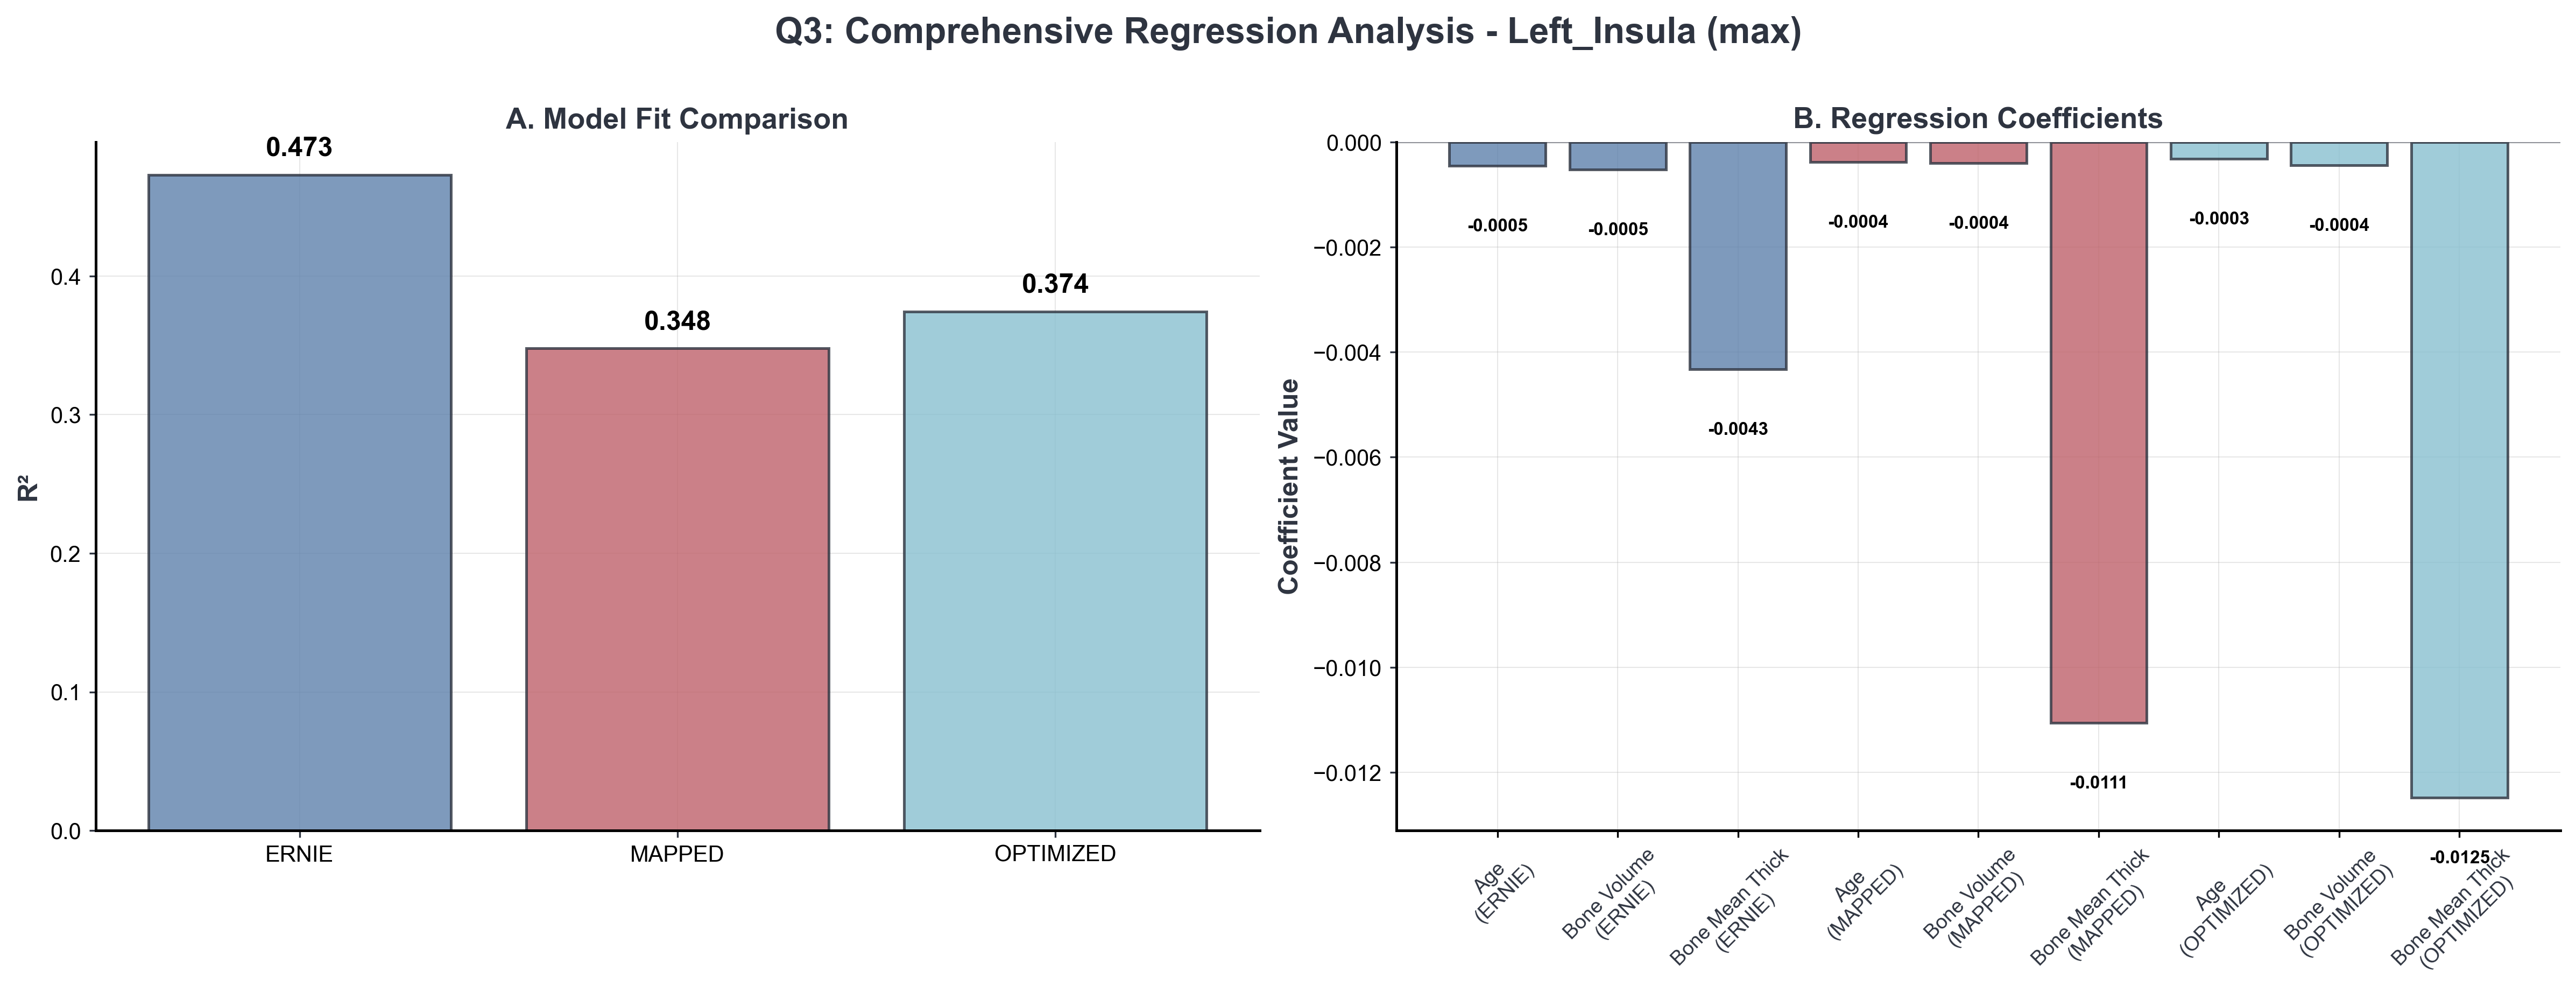 Q3: Comprehensive Regression Analysis - Left_Insula (max)
A. Model Fit Comparison
R²
0.4
0.3
0.2
0.1
0.0
0.473
0.348
0.374
ERNIE
MAPPED
OPTIMIZED
B. Regression Coefficients
Coefficient Value
0.000
−0.002
−0.004
−0.006
−0.008
−0.010
−0.012
-0.0005
-0.0005
-0.0043
-0.0004
-0.0004
-0.0111
-0.0003
-0.0004
-0.0125
Age
(ERNIE)
Bone Volume
(ERNIE)
Bone Mean Thick
(ERNIE)
Age
(MAPPED)
Bone Volume
(MAPPED)
Bone Mean Thick
(MAPPED)
Age
(OPTIMIZED)
Bone Volume
(OPTIMIZED)
Bone Mean Thick
(OPTIMIZED)